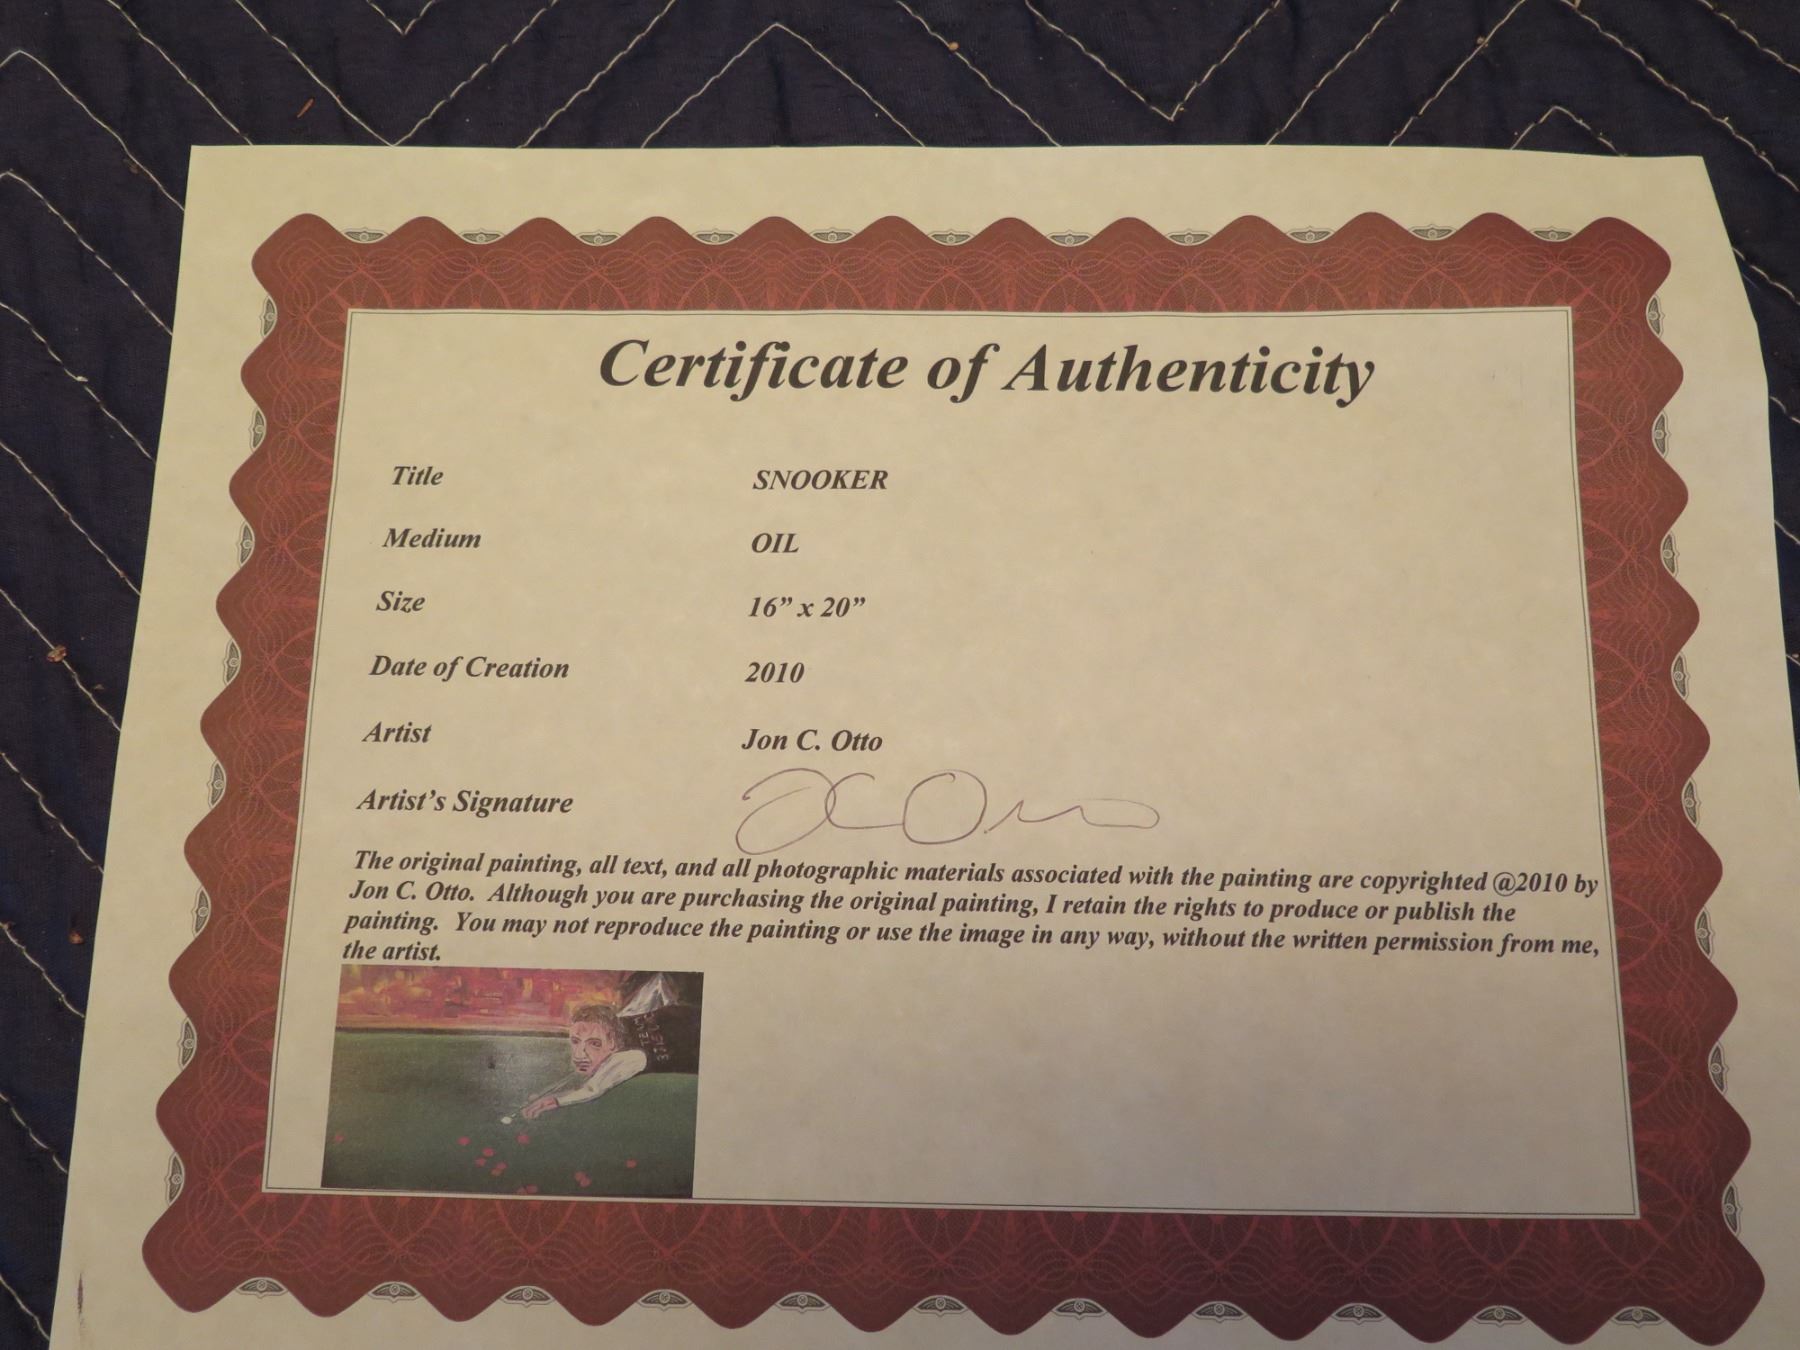 Certificate of Authenticity
Title SNOOKER
Medium OIL
Size 16” x 20”
Date of Creation 2010
Artist Jon C. Otto
Artist’s Signature
The original painting, all text, and all photographic materials associated with the painting are copyrighted @2010 by
Jon C. Otto. Although you are purchasing the original painting, I retain the rights to produce or publish the
painting. You may not reproduce the painting or use the image in any way, without the written permission from me,
the artist.